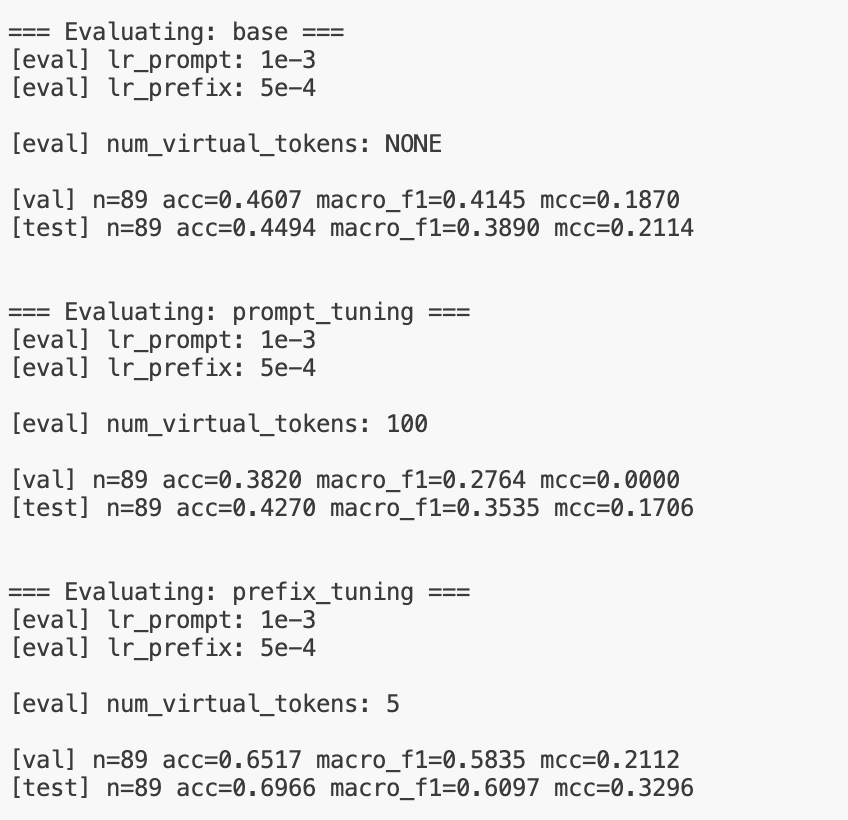 === Evaluating: base ===
[eval] lr_prompt: 1e-3
[eval] lr_prefix: 5e-4
[eval] num_virtual_tokens: NONE
[val] n=89 acc=0.4607 macro_f1=0.4145 mcc=0.1870
[test] n=89 acc=0.4494 macro_f1=0.3890 mcc=0.2114
=== Evaluating: prompt_tuning ===
[eval] lr_prompt: 1e-3
[eval] lr_prefix: 5e-4
[eval] num_virtual_tokens: 100
[val] n=89 acc=0.3820 macro_f1=0.2764 mcc=0.0000
[test] n=89 acc=0.4270 macro_f1=0.3535 mcc=0.1706
=== Evaluating: prefix_tuning ===
[eval] lr_prompt: 1e-3
[eval] lr_prefix: 5e-4
[eval] num_virtual_tokens: 5
[val] n=89 acc=0.6517 macro_f1=0.5835 mcc=0.2112
[test] n=89 acc=0.6966 macro_f1=0.6097 mcc=0.3296